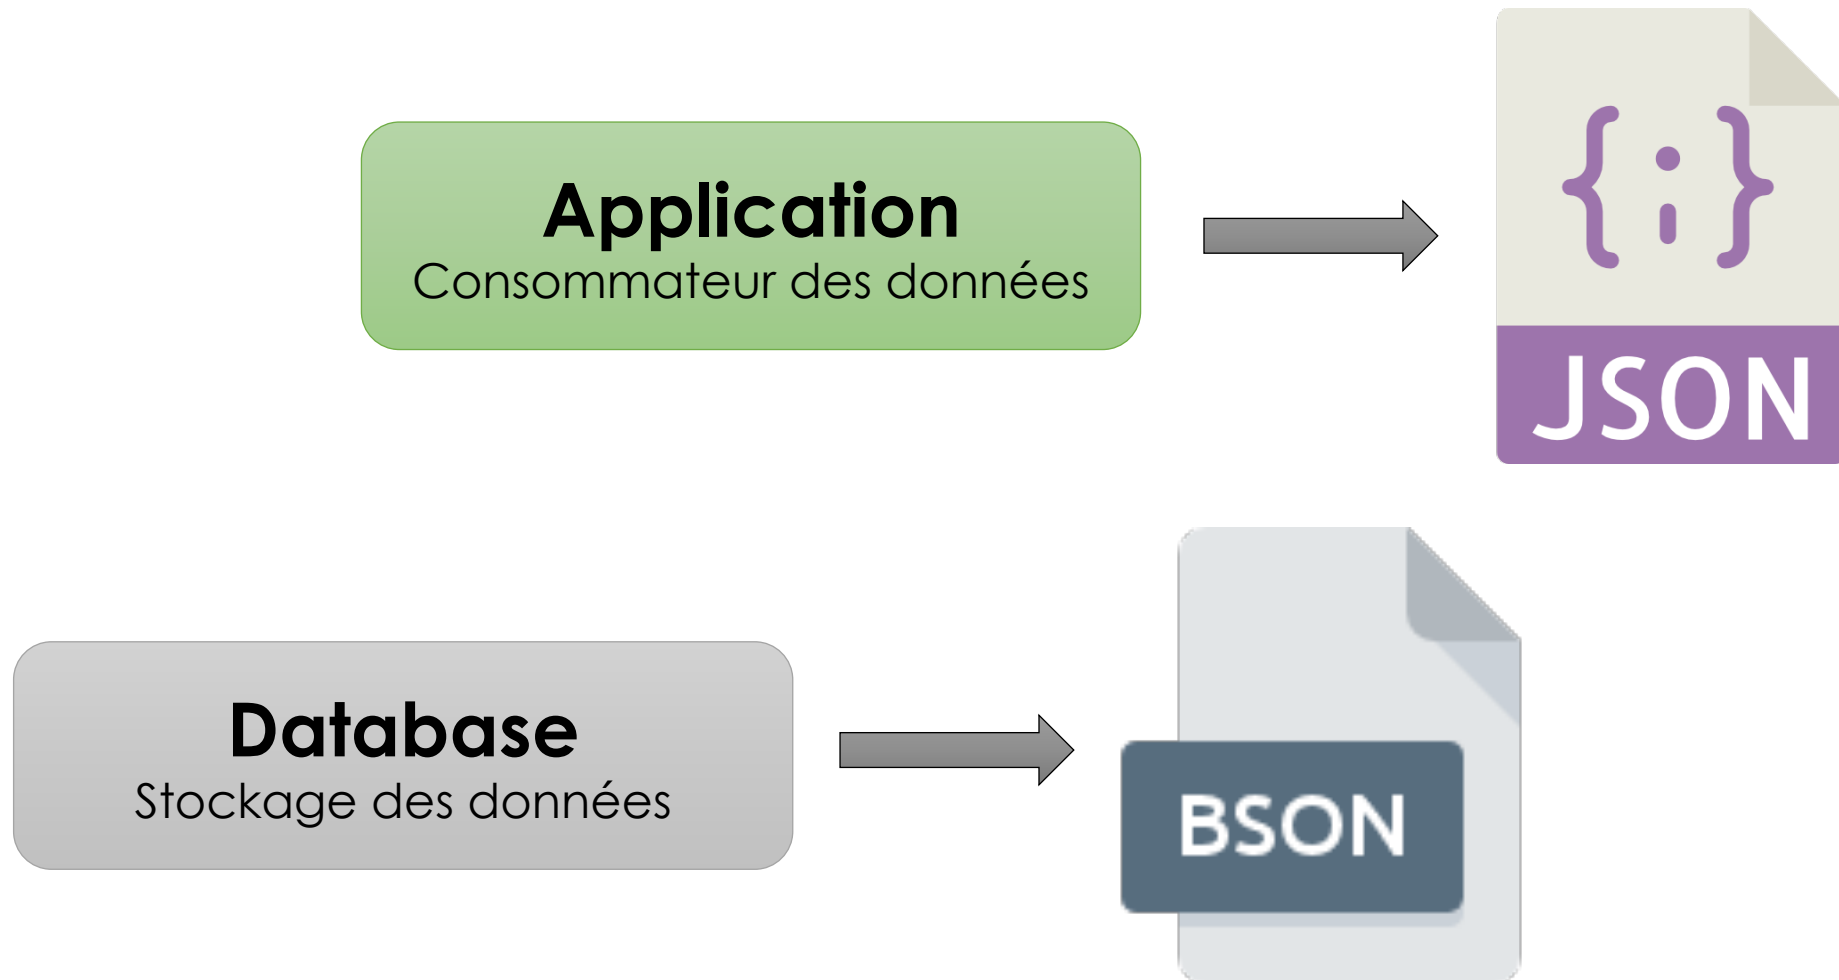 Application
Consommateur des données
{;}
JSON
Database
Stockage des données
BSON